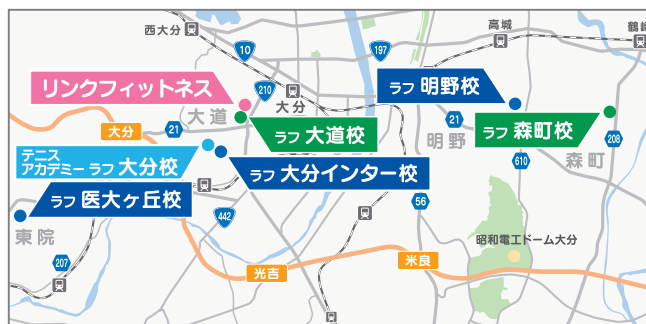 西大分
10
197
高城
鶴崎
リンクフィットネス
210
大分
ラフ 明野校
大道
大分
21
ラフ 大道校
21
明野
ラフ 森町校
208
テニス
アカデミー ラフ 大分校
ラフ 大分インター校
610
森町
ラフ 医大ヶ丘校
東院
442
56
昭和電工ドーム大分
207
光吉
米良